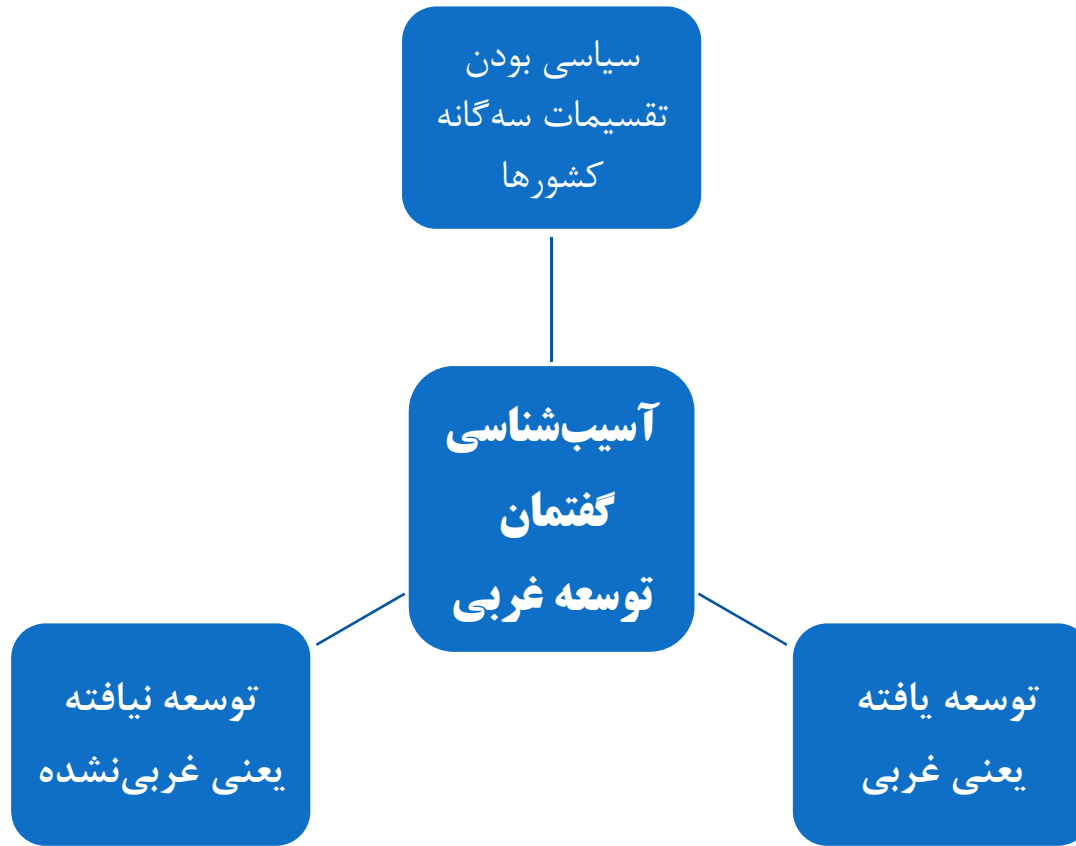 سیاسی بودن
تقسیمات سه‌گانه
کشورها
آسیب‌شناسی
گفتمان
توسعه غربی
توسعه یافته
یعنی غربی
توسعه نیافته
یعنی غربی‌نشده